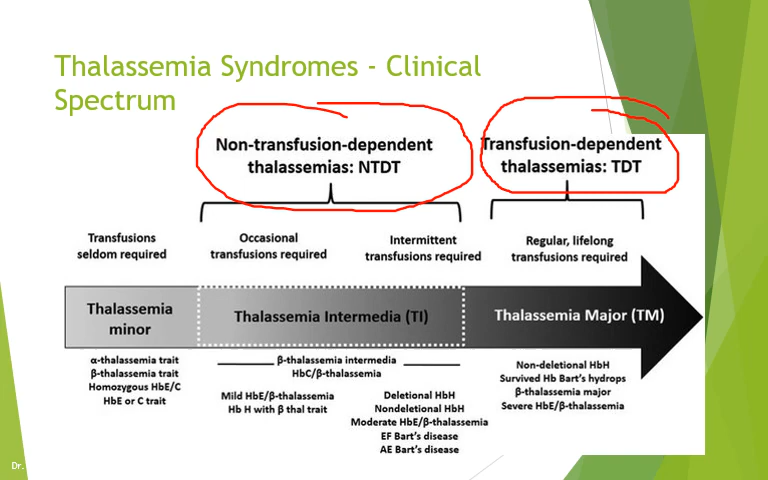 Thalassemia Syndromes - Clinical
Spectrum
Non-transfusion-dependent
thalassemias: NTDT
Transfusion-dependent
thalassemias: TDT
Transfusions
seldom required
Occasional
transfusions required
Intermittent
transfusions required
Regular, lifelong
transfusions required
Thalassemia
minor
Thalassemia Intermedia (TI)
Thalassemia Major (TM)
α-thalassemia trait
β-thalassemia trait
Homozygous HbE/C
HbE or C trait
β-thalassemia intermedia
HbC/β-thalassemia
Mild HbE/β-thalassemia
Hb H with β thal trait
Deletional HbH
Nondeletional HbH
Moderate HbE/β-thalassemia
EF Bart's disease
AE Bart's disease
Non-deletional HbH
Survived Hb Bart's hydrops
β-thalassemia major
Severe HbE/β-thalassemia
Dr.